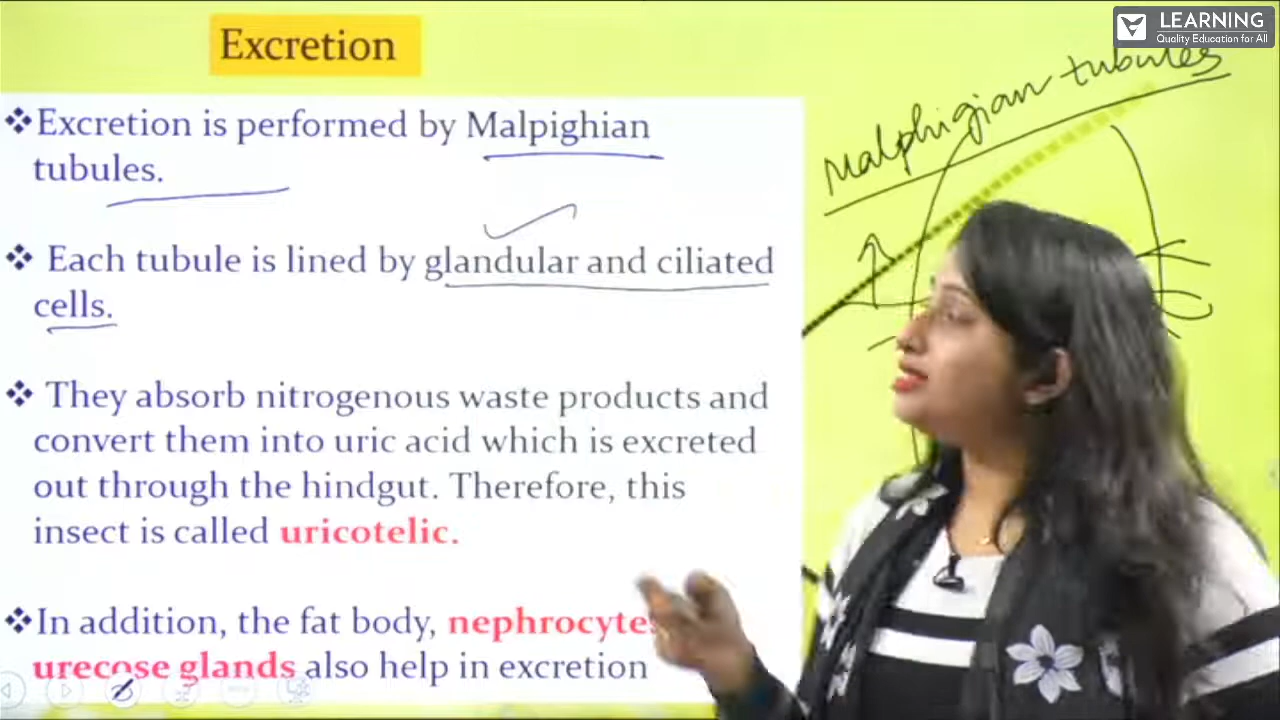 LEARNING
Quality Education for All
Excretion
Malphigian tubules
❖Excretion is performed by Malpighian
tubules.
❖ Each tubule is lined by glandular and ciliated
cells.
❖ They absorb nitrogenous waste products and
convert them into uric acid which is excreted
out through the hindgut. Therefore, this
insect is called uricotelic.
❖In addition, the fat body, nephrocytes
urecose glands also help in excretion